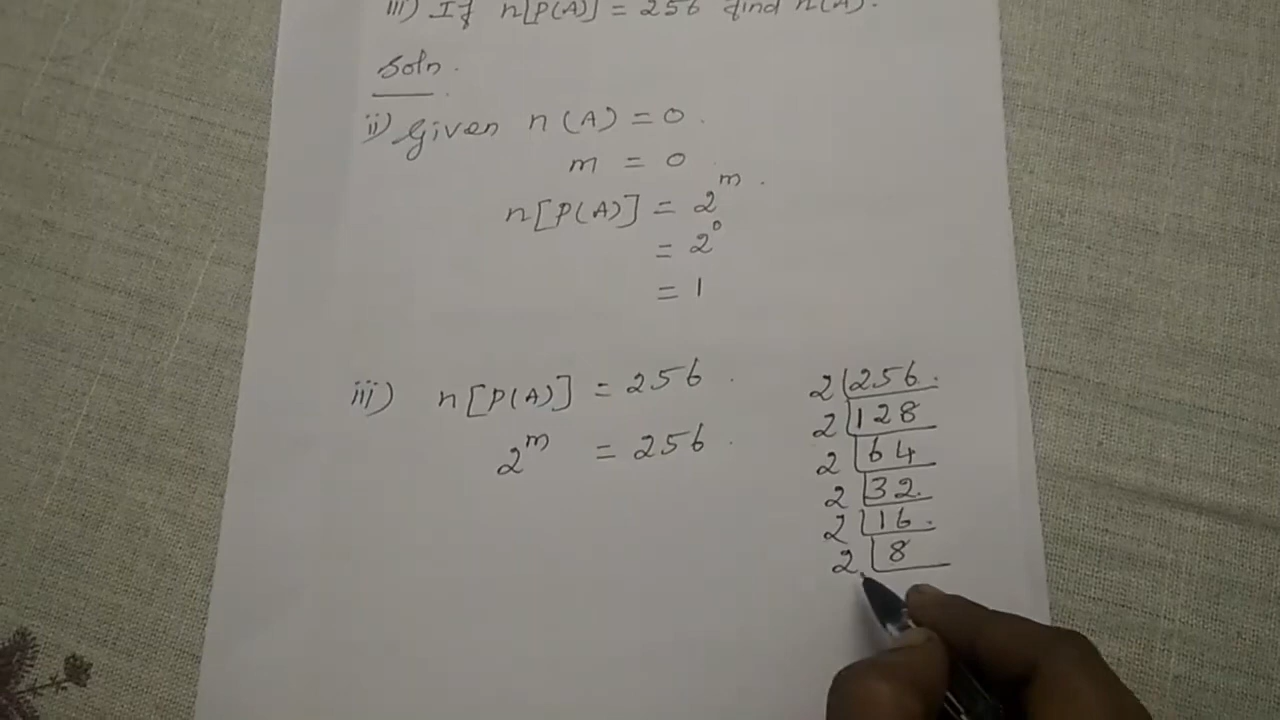 iii) If n[P(A)] = 256 find n(A).
Soln.
ii) Given n(A) = 0.
m = 0
n[P(A)] = 2^m.
= 2^0
= 1
iii) n[P(A)] = 256.
2^m = 256.
2 256.
2 128
2 64
2 32.
2 16.
2 8